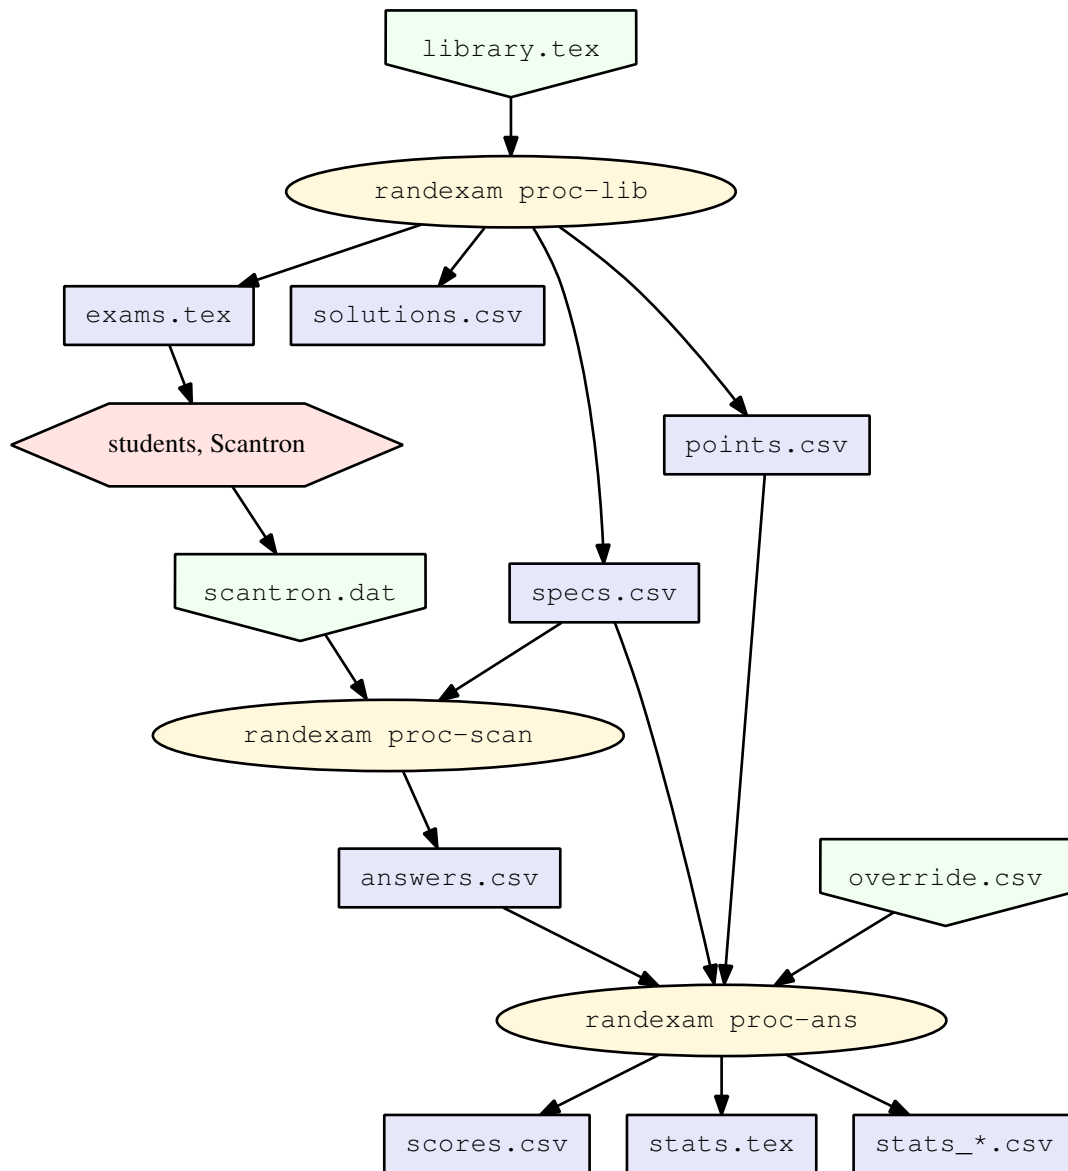 library.tex
randexam proc-lib
exams.tex
solutions.csv
students, Scantron
points.csv
scantron.dat
specs.csv
randexam proc-scan
answers.csv
override.csv
randexam proc-ans
scores.csv
stats.tex
stats_*.csv